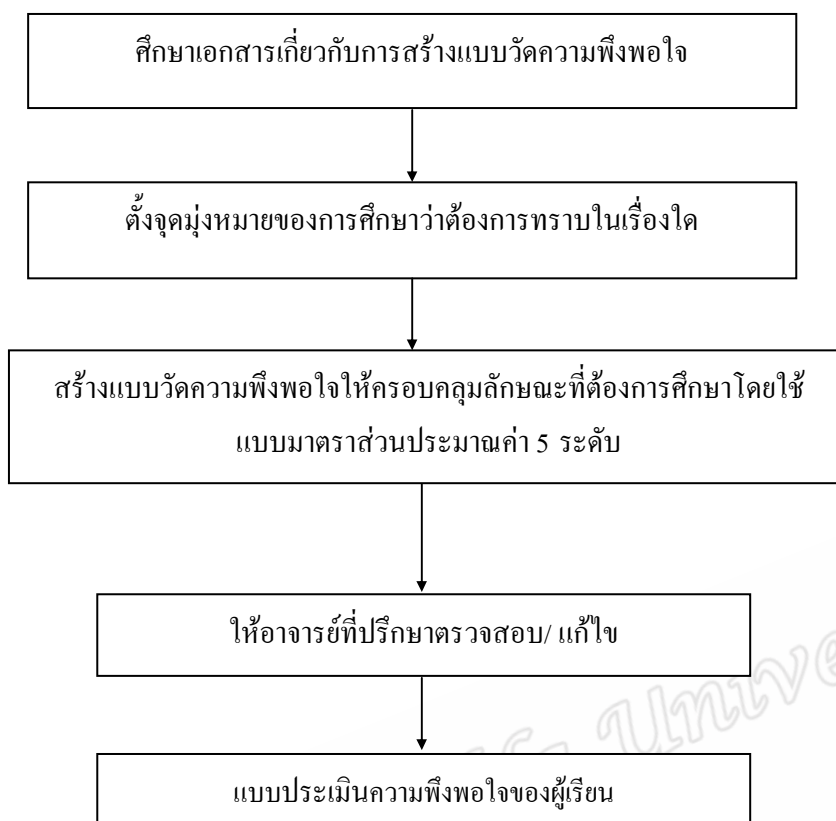 ศึกษาเอกสารเกี่ยวกับการสร้างแบบวัดความพึงพอใจ
ตั้งจุดมุ่งหมายของการศึกษาว่าต้องการทราบในเรื่องใด
สร้างแบบวัดความพึงพอใจให้ครอบคลุมลักษณะที่ต้องการศึกษาโดยใช้
แบบมาตราส่วนประมาณค่า 5 ระดับ
ให้อาจารย์ที่ปรึกษาตรวจสอบ/ แก้ไข
แบบประเมินความพึงพอใจของผู้เรียน